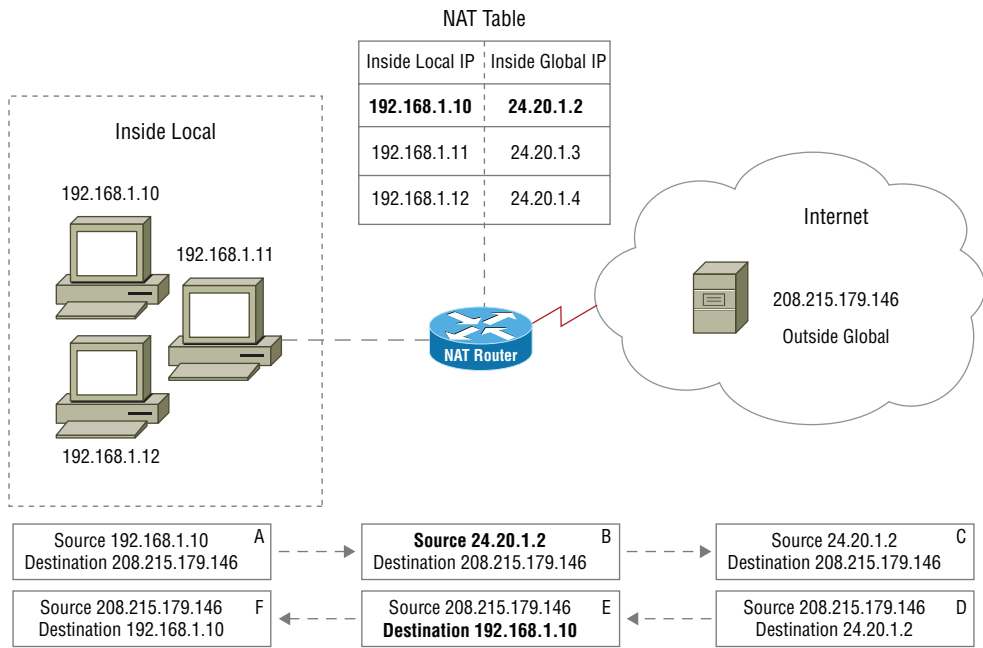 NAT Table
Inside Local IP Inside Global IP
192.168.1.10 24.20.1.2
192.168.1.11 24.20.1.3
192.168.1.12 24.20.1.4
Inside Local
192.168.1.10
192.168.1.11
192.168.1.12
NAT Router
Internet
208.215.179.146
Outside Global
Source 192.168.1.10 A
Destination 208.215.179.146
Source 24.20.1.2 B
Destination 208.215.179.146
Source 24.20.1.2 C
Destination 208.215.179.146
Source 208.215.179.146 F
Destination 192.168.1.10
Source 208.215.179.146 E
Destination 192.168.1.10
Source 208.215.179.146 D
Destination 24.20.1.2